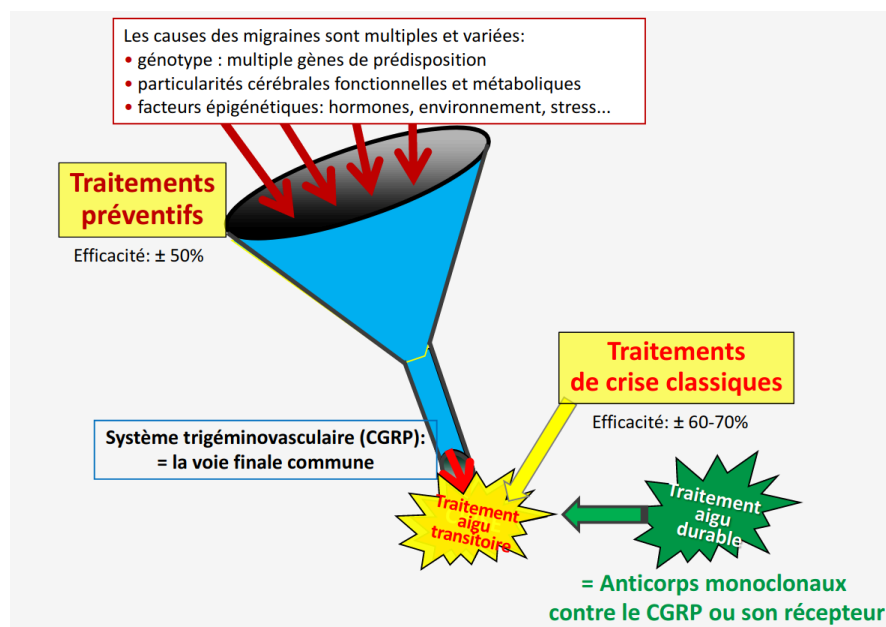 Les causes des migraines sont multiples et variées:
• génotype : multiple gènes de prédisposition
• particularités cérébrales fonctionnelles et métaboliques
• facteurs épigénétiques: hormones, environnement, stress...
Traitements
préventifs
Efficacité: ± 50%
Traitements
de crise classiques
Efficacité: ± 60-70%
Système trigéminovasculaire (CGRP):
= la voie finale commune
Traitement
aigu
transitoire
Traitement
aigu
durable
= Anticorps monoclonaux
contre le CGRP ou son récepteur